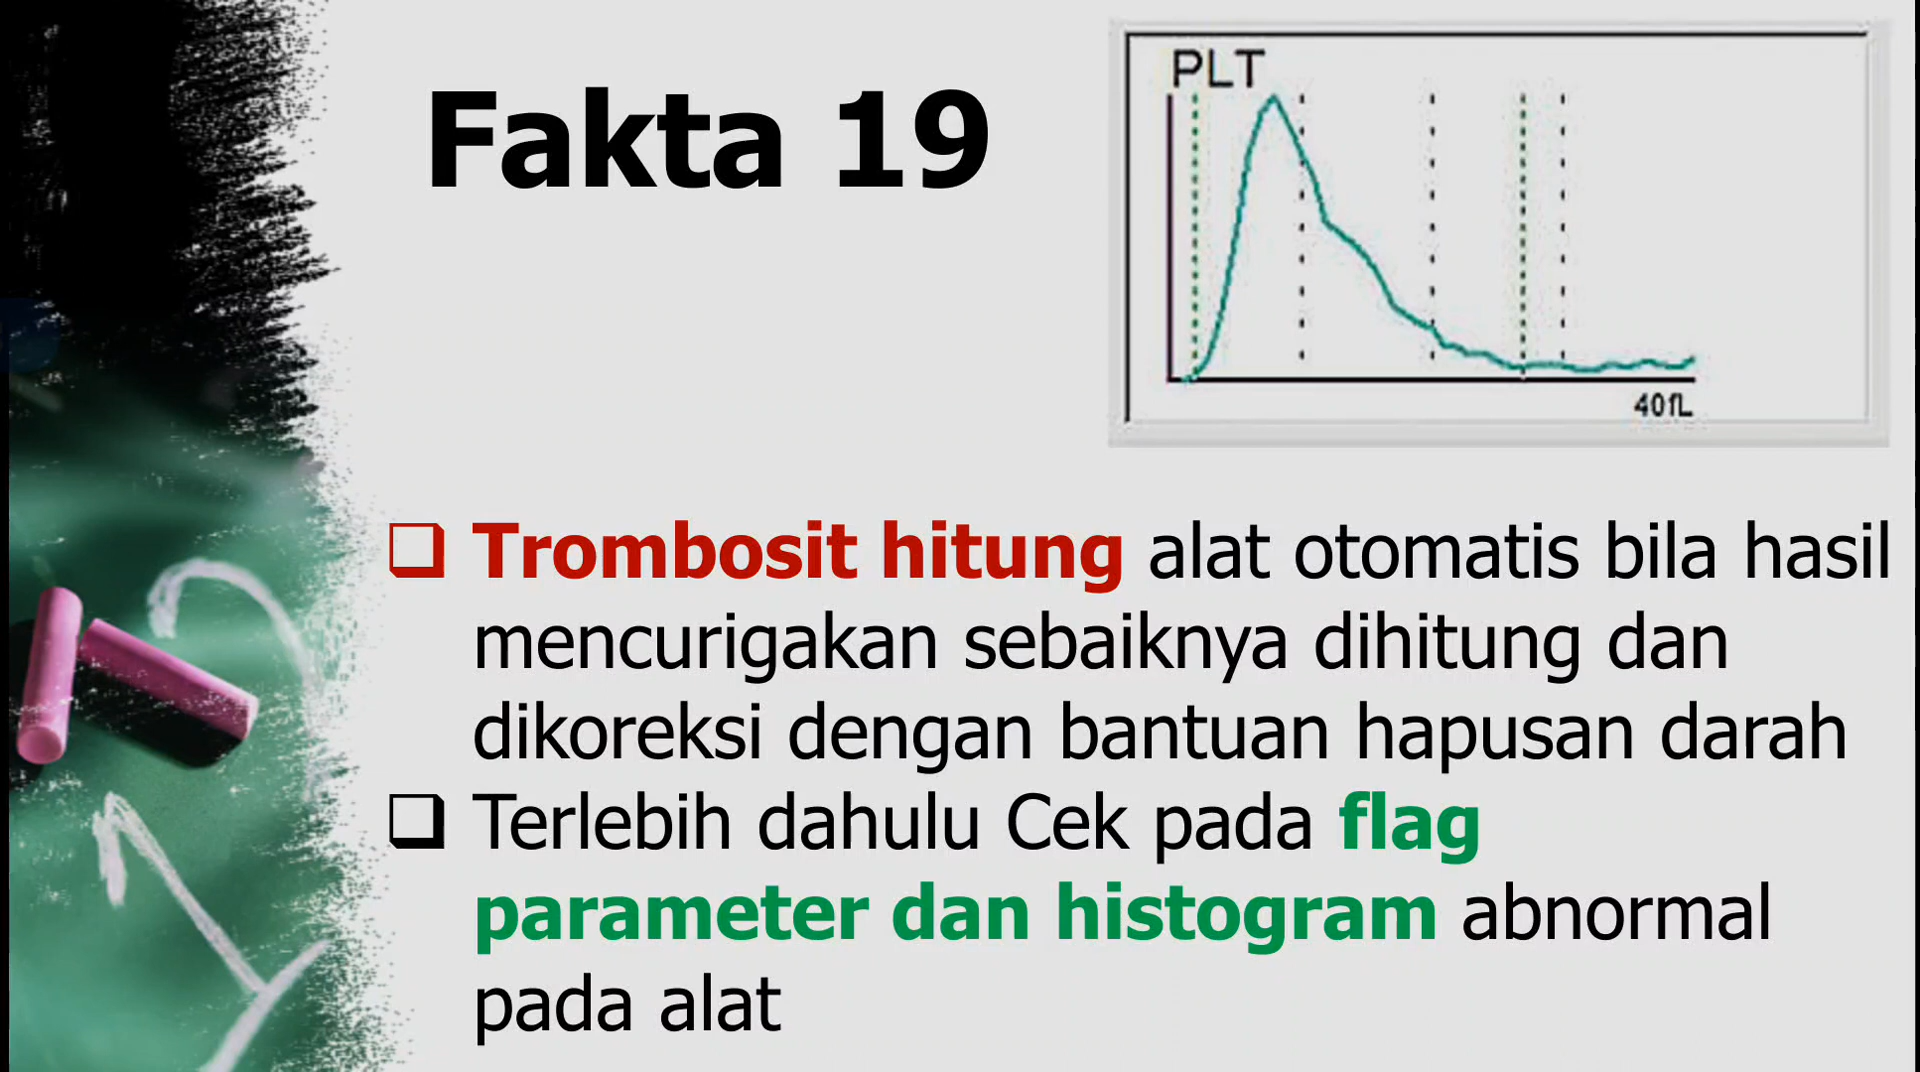 Fakta 19
PLT
40fL
Trombosit hitung alat otomatis bila hasil
mencurigakan sebaiknya dihitung dan
dikoreksi dengan bantuan hapusan darah
Terlebih dahulu Cek pada flag
parameter dan histogram abnormal
pada alat